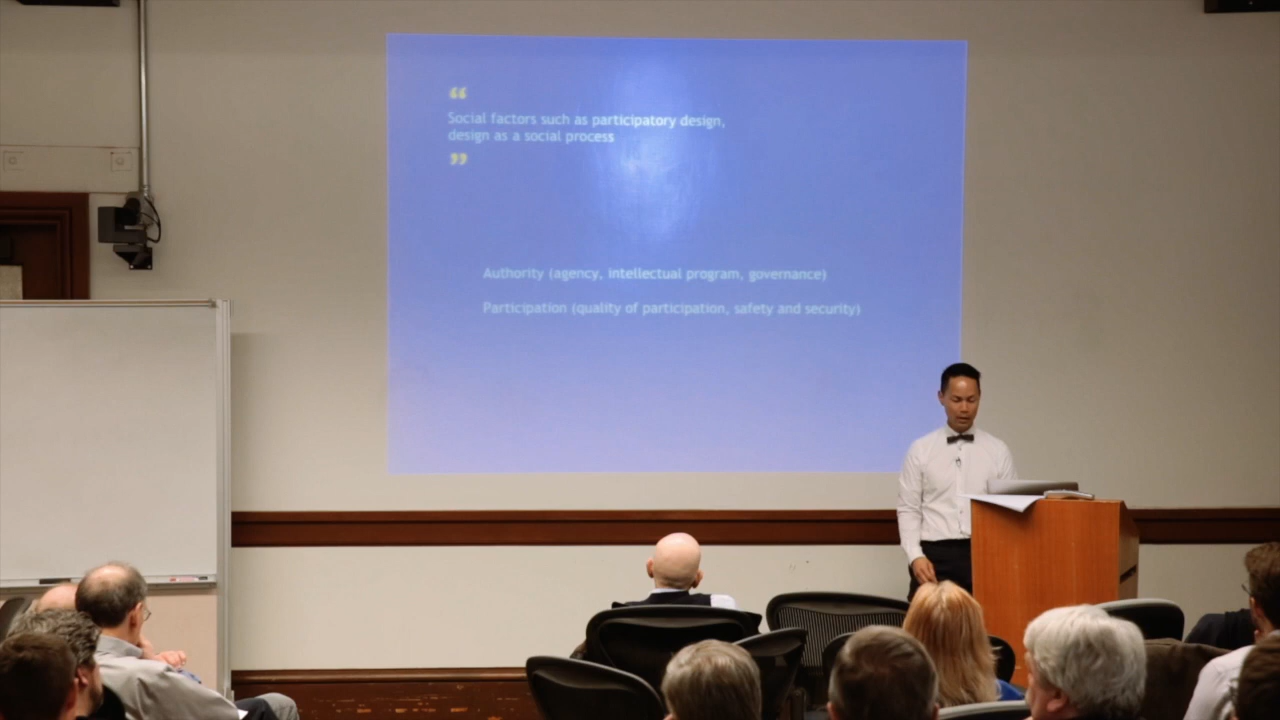 “
Social factors such as participatory design,
design as a social process
”
Authority (agency, intellectual program, governance)
Participation (quality of participation, safety and security)